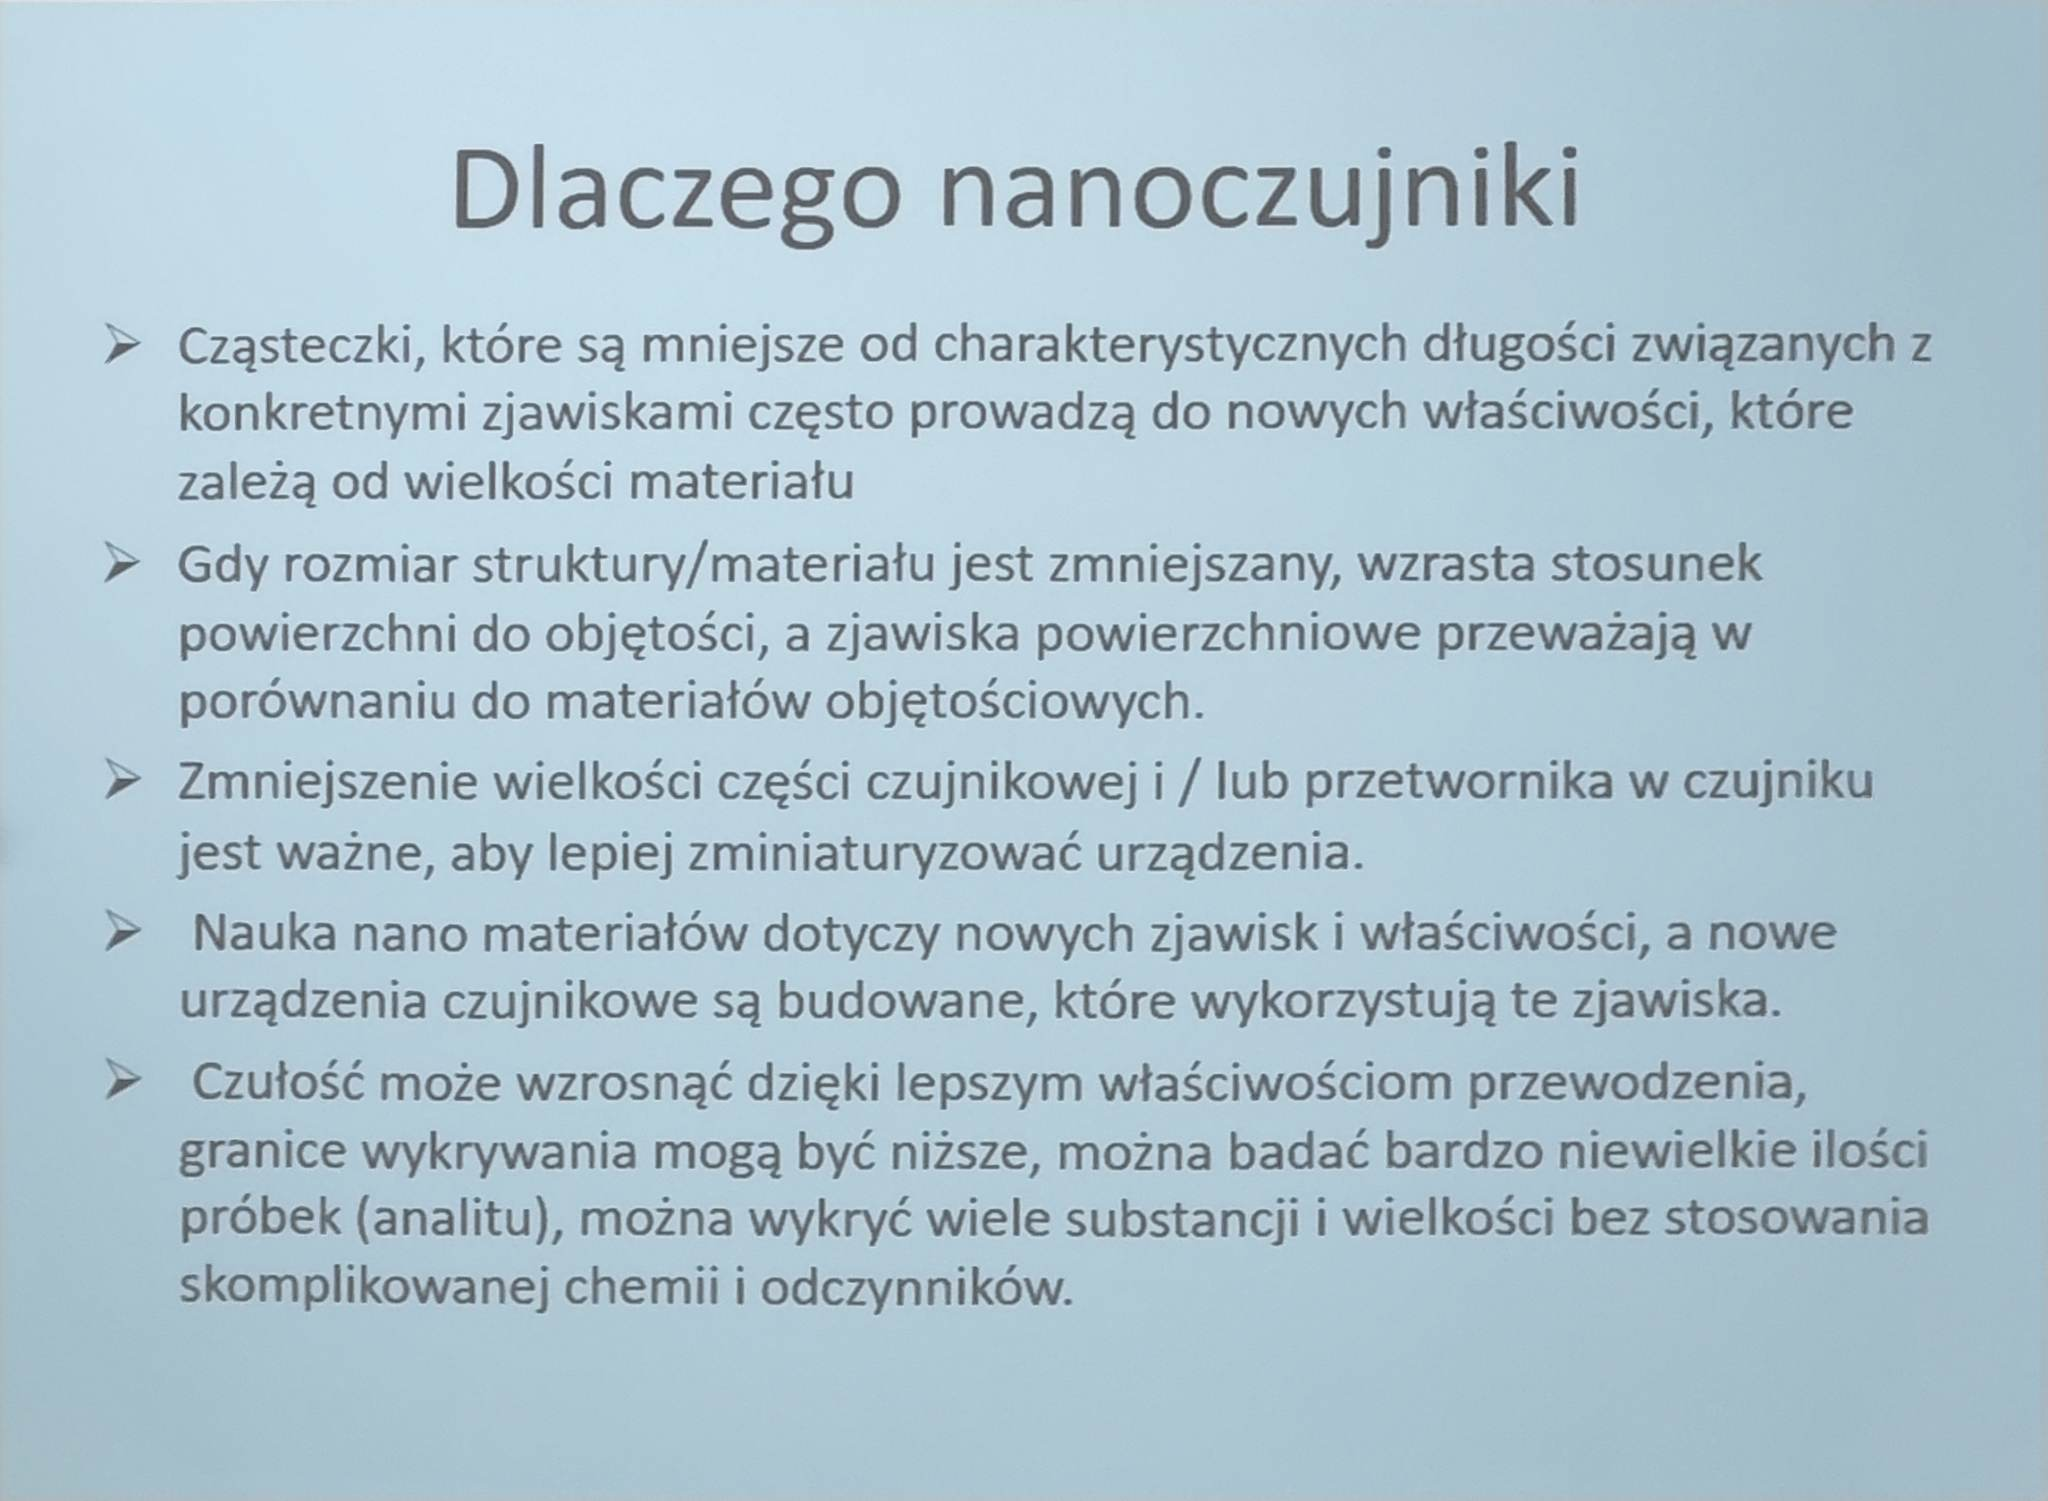 Dlaczego nanoczujniki
Cząsteczki, które są mniejsze od charakterystycznych długości związanych z
konkretnymi zjawiskami często prowadzą do nowych właściwości, które
zależą od wielkości materiału
Gdy rozmiar struktury/materiału jest zmniejszany, wzrasta stosunek
powierzchni do objętości, a zjawiska powierzchniowe przeważają w
porównaniu do materiałów objętościowych.
Zmniejszenie wielkości części czujnikowej i / lub przetwornika w czujniku
jest ważne, aby lepiej zminiaturyzować urządzenia.
Nauka nano materiałów dotyczy nowych zjawisk i właściwości, a nowe
urządzenia czujnikowe są budowane, które wykorzystują te zjawiska.
Czułość może wzrosnąć dzięki lepszym właściwościom przewodzenia,
granice wykrywania mogą być niższe, można badać bardzo niewielkie ilości
próbek (analitu), można wykryć wiele substancji i wielkości bez stosowania
skomplikowanej chemii i odczynników.